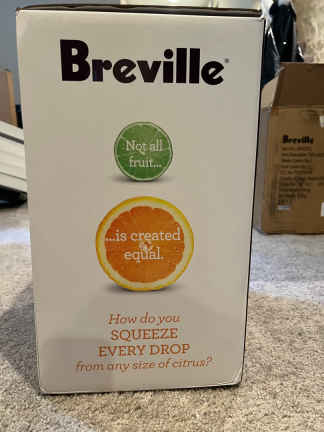 Breville
Not all
fruit...
...is created
equal.
How do you
SQUEEZE
EVERY DROP
from any size of citrus?
Breville